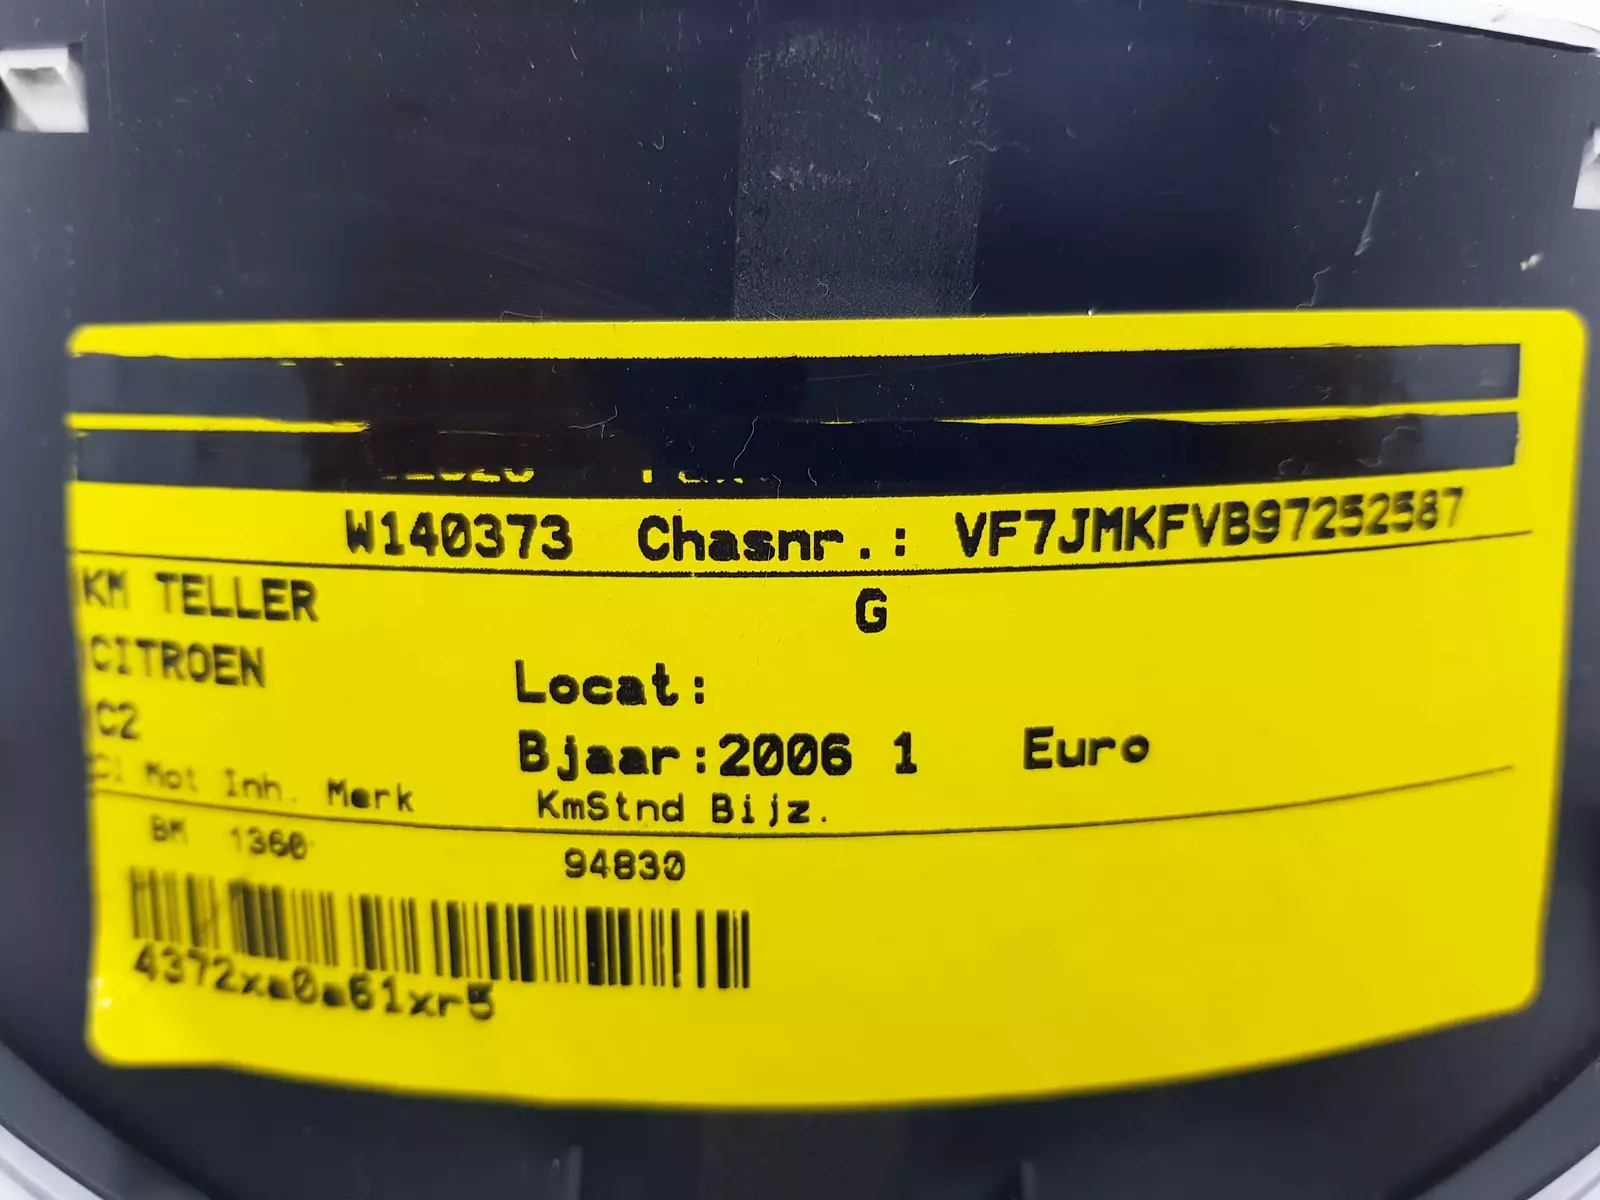 W140373 Chasnr.: VF7JMKFVB97252587
KM TELLER G
CITROEN Locat:
C2 Bjaar:2006 1 Euro
Cl Mot Inh. Merk KmStnd Bijz.
BM 1360 94830
4372xa0a61xr5